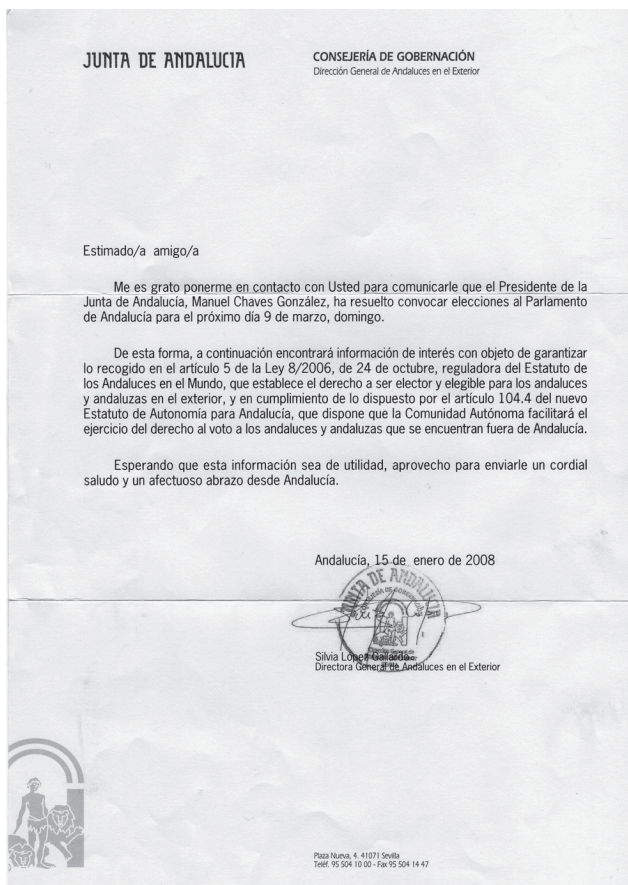 JUNTA DE ANDALUCIA
CONSEJERÍA DE GOBERNACIÓN
Dirección General de Andaluces en el Exterior
Estimado/a amigo/a
Me es grato ponerme en contacto con Usted para comunicarle que el Presidente de la
Junta de Andalucía, Manuel Chaves González, ha resuelto convocar elecciones al Parlamento
de Andalucía para el próximo día 9 de marzo, domingo.
De esta forma, a continuación encontrará información de interés con objeto de garantizar
lo recogido en el artículo 5 de la Ley 8/2006, de 24 de octubre, reguladora del Estatuto de
los Andaluces en el Mundo, que establece el derecho a ser elector y elegible para los andaluces
y andaluzas en el exterior, y en cumplimiento de lo dispuesto por el artículo 104.4 del nuevo
Estatuto de Autonomía para Andalucía, que dispone que la Comunidad Autónoma facilitará el
ejercicio del derecho al voto a los andaluces y andaluzas que se encuentran fuera de Andalucía.
Esperando que esta información sea de utilidad, aprovecho para enviarle un cordial
saludo y un afectuoso abrazo desde Andalucía.
Andalucía, 15 de enero de 2008
JUNTA DE ANDALUCIA
Silvia López Gallardo
Directora General de Andaluces en el Exterior
Plaza Nueva, 4. 41071 Sevilla
Teléf. 95 504 10 00 - Fax 95 504 14 47